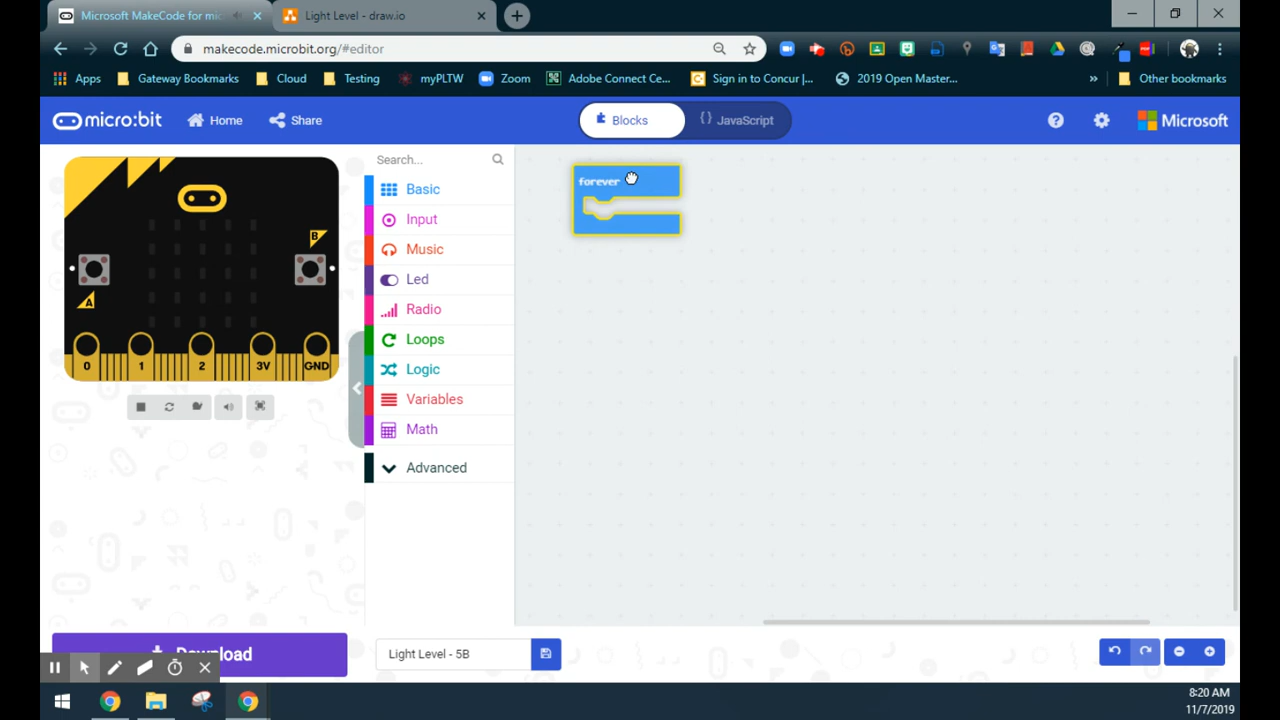 Microsoft MakeCode for mic
Light Level - draw.io
makecode.microbit.org/#editor
Apps
Gateway Bookmarks
Cloud
Testing
myPLTW
Zoom
Adobe Connect Ce...
Sign in to Concur |...
2019 Open Master...
»
Other bookmarks
micro:bit
Home
Share
Blocks
{} JavaScript
Microsoft
Search...
Basic
Input
Music
Led
Radio
Loops
Logic
Variables
Math
Advanced
forever
B
A
0
1
2
3V
GND
Download
Light Level - 5B
8:20 AM
11/7/2019